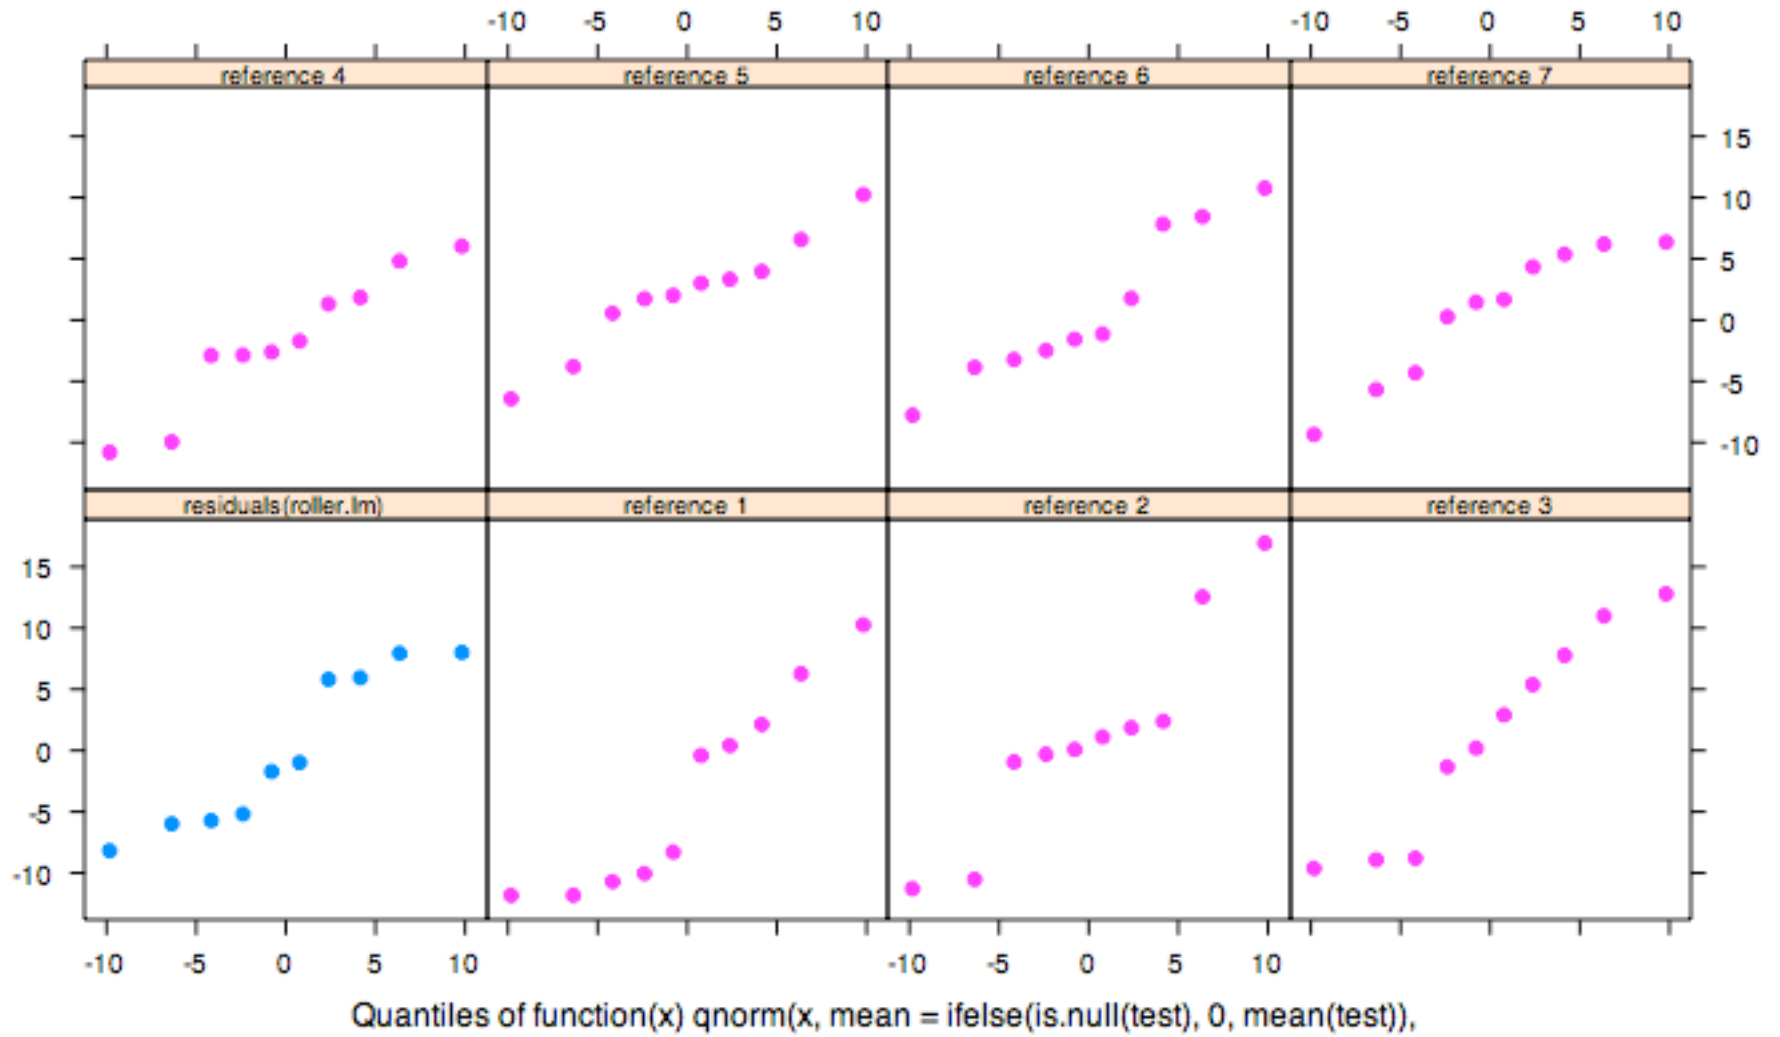 -10 -5 0 5 10 -10 -5 0 5 10
reference 4 reference 5 reference 6 reference 7
15
10
5
0
-5
-10
residuals(roller.lm) reference 1 reference 2 reference 3
15
10
5
0
-5
-10
-10 -5 0 5 10 -10 -5 0 5 10
Quantiles of function(x) qnorm(x, mean = ifelse(is.null(test), 0, mean(test)),